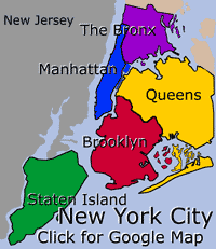 New Jersey
The Bronx
Manhattan
Queens
Brooklyn
Staten Island
New York City
Click for Google Map